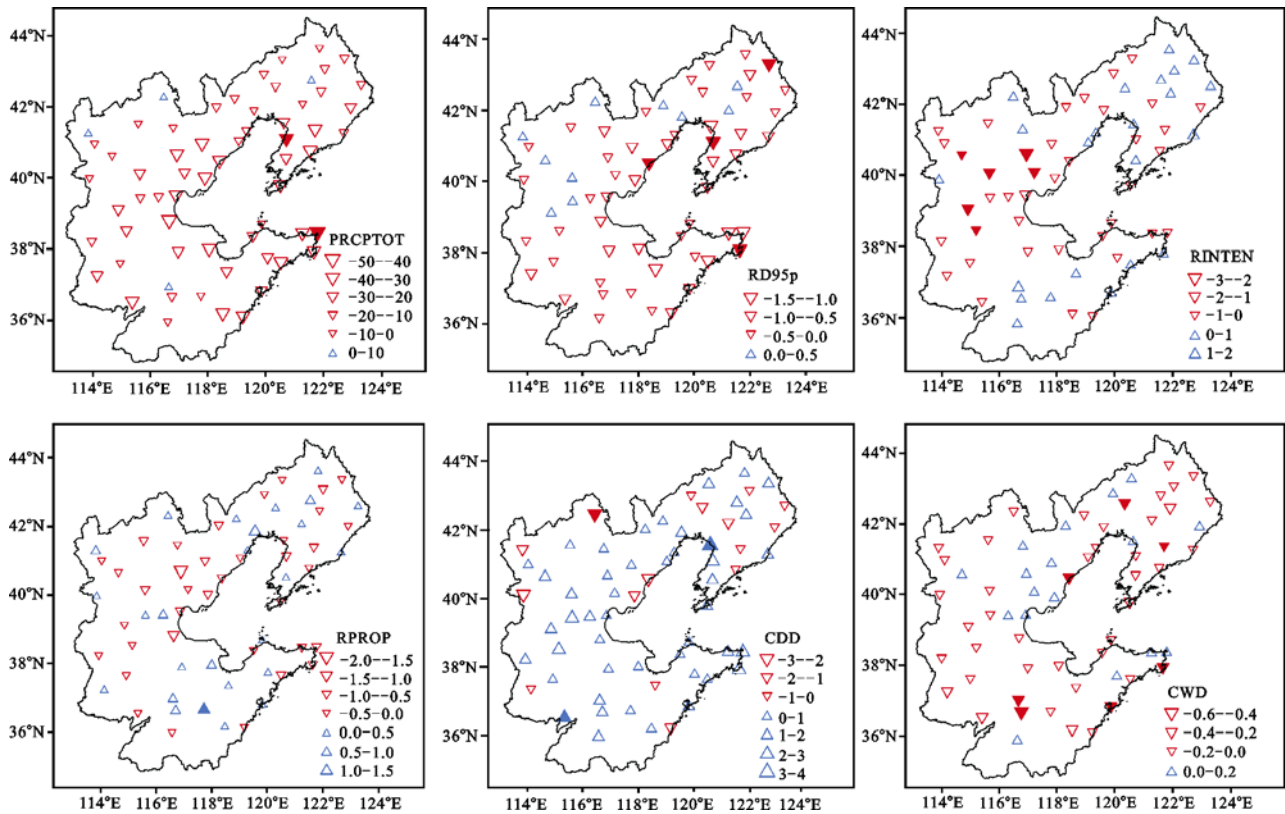 44°N
42°N
40°N
38°N
36°N
PRCPTOT
-50--40
-40--30
-30--20
-20--10
-10-0
0-10
114°E 116°E 118°E 120°E 122°E 124°E
44°N
42°N
40°N
38°N
36°N
RD95p
-1.5--1.0
-1.0--0.5
-0.5-0.0
0.0-0.5
114°E 116°E 118°E 120°E 122°E 124°E
44°N
42°N
40°N
38°N
36°N
RINTEN
-3--2
-2--1
-1-0
0-1
1-2
114°E 116°E 118°E 120°E 122°E 124°E
44°N
42°N
40°N
38°N
36°N
RPROP
-2.0--1.5
-1.5--1.0
-1.0--0.5
-0.5-0.0
0.0-0.5
0.5-1.0
1.0-1.5
114°E 116°E 118°E 120°E 122°E 124°E
44°N
42°N
40°N
38°N
36°N
CDD
-3--2
-2--1
-1-0
0-1
1-2
2-3
3-4
114°E 116°E 118°E 120°E 122°E 124°E
44°N
42°N
40°N
38°N
36°N
CWD
-0.6--0.4
-0.4--0.2
-0.2-0.0
0.0-0.2
114°E 116°E 118°E 120°E 122°E 124°E